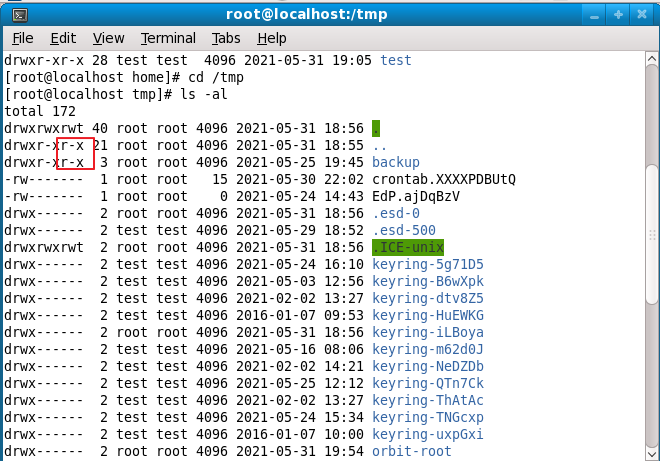 root@localhost:/tmp
File Edit View Terminal Tabs Help
drwxr-xr-x 28 test test  4096 2021-05-31 19:05 test
[root@localhost home]# cd /tmp
[root@localhost tmp]# ls -al
total 172
drwxrwxrwt 40 root root 4096 2021-05-31 18:56 .
drwxr-xr-x 21 root root 4096 2021-05-31 18:55 ..
drwxr-xr-x  3 root root 4096 2021-05-25 19:45 backup
-rw-------  1 root root   15 2021-05-30 22:02 crontab.XXXXPDBUtQ
-rw-------  1 root root    0 2021-05-24 14:43 EdP.ajDqBzV
drwx------  2 root root 4096 2021-05-31 18:56 .esd-0
drwx------  2 test test 4096 2021-05-29 18:52 .esd-500
drwxrwxrwt  2 root root 4096 2021-05-31 18:56 .ICE-unix
drwx------  2 test test 4096 2021-05-24 16:10 keyring-5g71D5
drwx------  2 test test 4096 2021-05-03 12:56 keyring-B6wXpk
drwx------  2 test test 4096 2021-02-02 13:27 keyring-dtv8Z5
drwx------  2 test test 4096 2016-01-07 09:53 keyring-HuEWKG
drwx------  2 root root 4096 2021-05-31 18:56 keyring-iLBoya
drwx------  2 test test 4096 2021-05-16 08:06 keyring-m62d0J
drwx------  2 test test 4096 2021-02-02 14:21 keyring-NeDZDb
drwx------  2 test test 4096 2021-05-25 12:12 keyring-QTn7Ck
drwx------  2 test test 4096 2021-02-02 13:27 keyring-ThAtAc
drwx------  2 test test 4096 2021-05-24 15:34 keyring-TNGcxp
drwx------  2 test test 4096 2016-01-07 10:00 keyring-uxpGxi
drwx------  2 root root 4096 2021-05-31 19:54 orbit-root